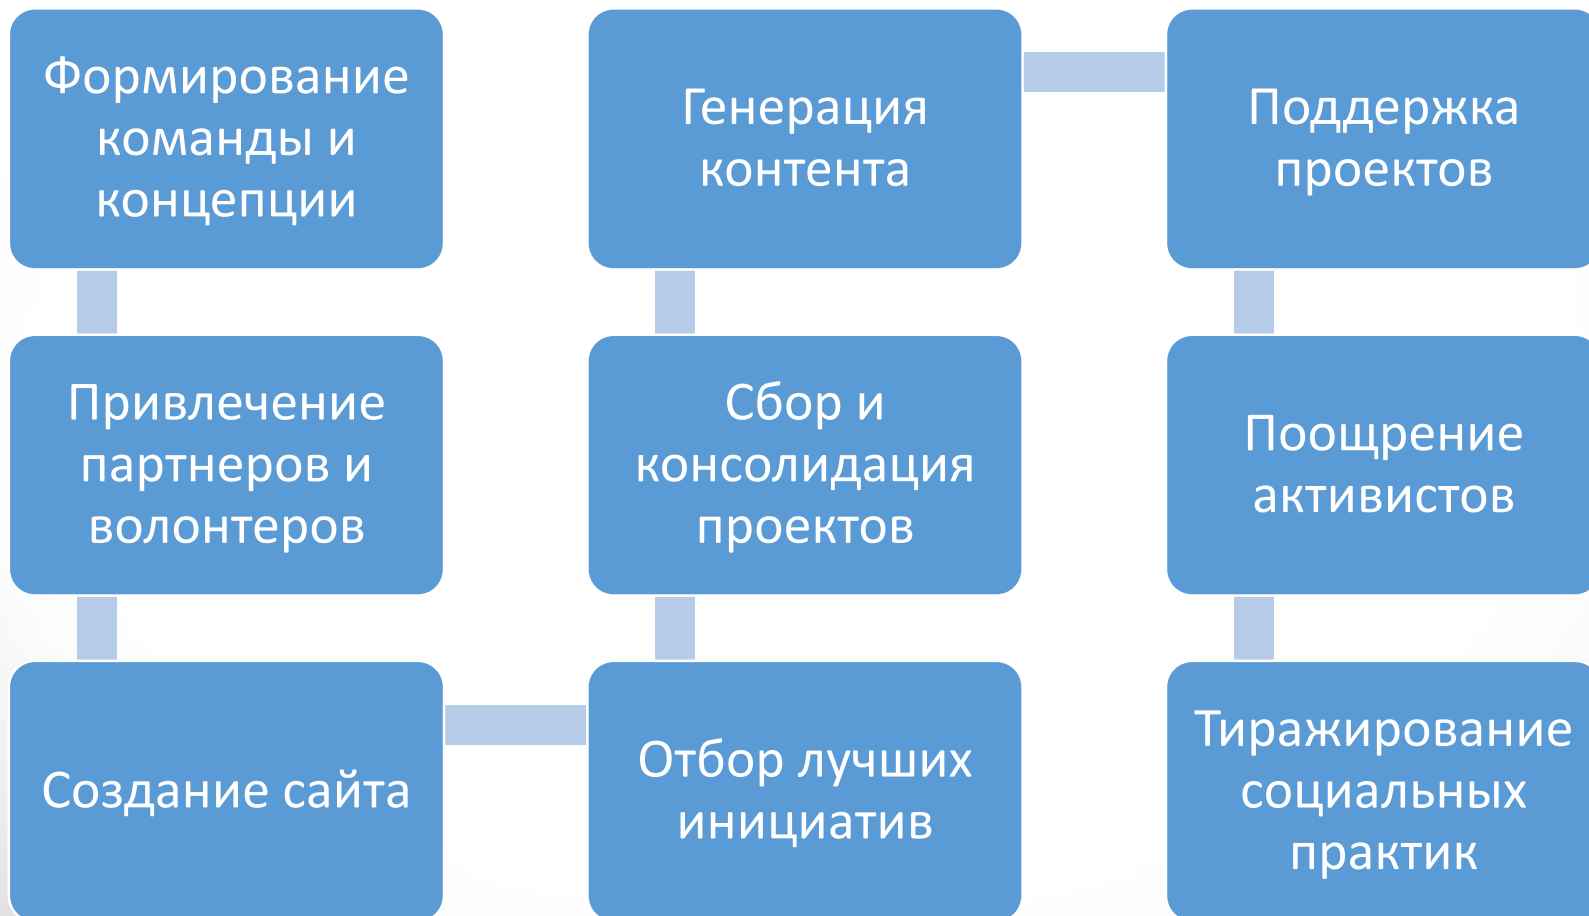 Формирование
команды и
концепции
Привлечение
партнеров и
волонтеров
Создание сайта
Отбор лучших
инициатив
Сбор и
консолидация
проектов
Генерация
контента
Поддержка
проектов
Поощрение
активистов
Тиражирование
социальных
практик